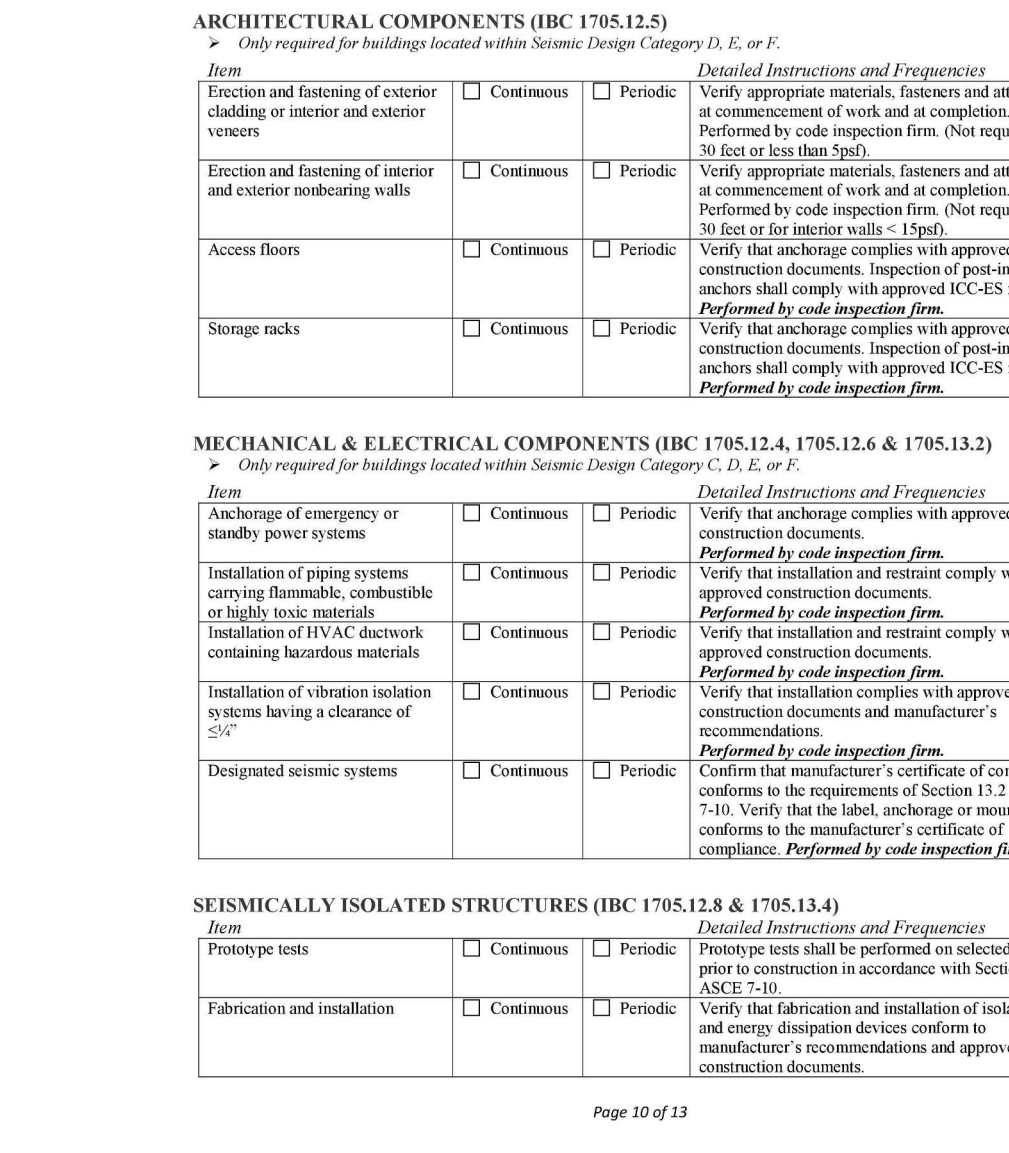 ARCHITECTURAL COMPONENTS (IBC 1705.12.5)
➢ Only required for buildings located within Seismic Design Category D, E, or F.
Item Detailed Instructions and Frequencies
Erection and fastening of exterior ☐ Continuous ☐ Periodic Verify appropriate materials, fasteners and
cladding or interior and exterior at commencement of work and at completion.
veneers Performed by code inspection firm. (Not
30 feet or less than 5psf).
Erection and fastening of interior ☐ Continuous ☐ Periodic Verify appropriate materials, fasteners and
and exterior nonbearing walls at commencement of work and at completion.
Performed by code inspection firm. (Not
30 feet or for interior walls < 15psf).
Access floors ☐ Continuous ☐ Periodic Verify that anchorage complies with
construction documents. Inspection of
anchors shall comply with approved ICC-ES
Performed by code inspection firm.
Storage racks ☐ Continuous ☐ Periodic Verify that anchorage complies with
construction documents. Inspection of
anchors shall comply with approved ICC-ES
Performed by code inspection firm.
MECHANICAL & ELECTRICAL COMPONENTS (IBC 1705.12.4, 1705.12.6 & 1705.13.2)
➢ Only required for buildings located within Seismic Design Category C, D, E, or F.
Item Detailed Instructions and Frequencies
Anchorage of emergency or ☐ Continuous ☐ Periodic Verify that anchorage complies with
standby power systems construction documents.
Performed by code inspection firm.
Installation of piping systems ☐ Continuous ☐ Periodic Verify that installation and restraint comply
carrying flammable, combustible approved construction documents.
or highly toxic materials Performed by code inspection firm.
Installation of HVAC ductwork ☐ Continuous ☐ Periodic Verify that installation and restraint comply
containing hazardous materials approved construction documents.
Performed by code inspection firm.
Installation of vibration isolation ☐ Continuous ☐ Periodic Verify that installation complies with
systems having a clearance of construction documents and manufacturer’s
≤¼” recommendations.
Performed by code inspection firm.
Designated seismic systems ☐ Continuous ☐ Periodic Confirm that manufacturer’s certificate of
conforms to the requirements of Section 13.2
7-10. Verify that the label, anchorage or
conforms to the manufacturer’s certificate of
compliance. Performed by code inspection
SEISMICALLY ISOLATED STRUCTURES (IBC 1705.12.8 & 1705.13.4)
Item Detailed Instructions and Frequencies
Prototype tests ☐ Continuous ☐ Periodic Prototype tests shall be performed on selected
prior to construction in accordance with
ASCE 7-10.
Fabrication and installation ☐ Continuous ☐ Periodic Verify that fabrication and installation of
and energy dissipation devices conform to
manufacturer’s recommendations and
construction documents.
Page 10 of 13